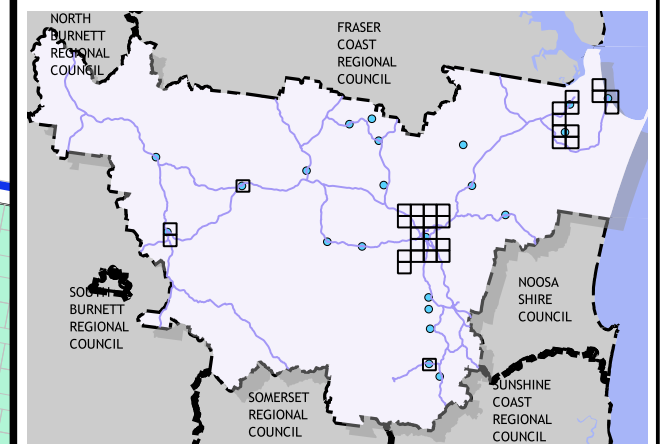 NORTH
BURNETT
REGIONAL
COUNCIL
FRASER
COAST
REGIONAL
COUNCIL
SOUTH
BURNETT
REGIONAL
COUNCIL
NOOSA
SHIRE
COUNCIL
SOMERSET
REGIONAL
COUNCIL
SUNSHINE
COAST
REGIONAL
COUNCIL